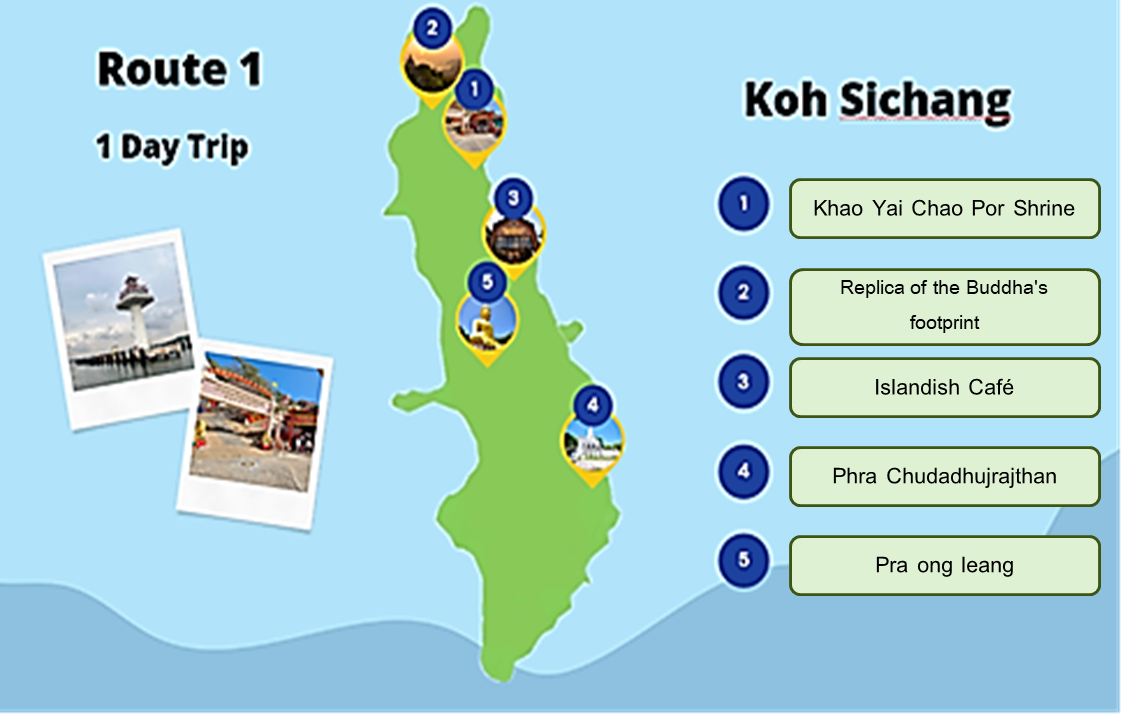 Route 1
1 Day Trip
2
1
3
5
4
Koh Sichang
1
Khao Yai Chao Por Shrine
2
Replica of the Buddha's
footprint
3
Islandish Café
4
Phra Chudadhujrajthan
5
Pra ong leang